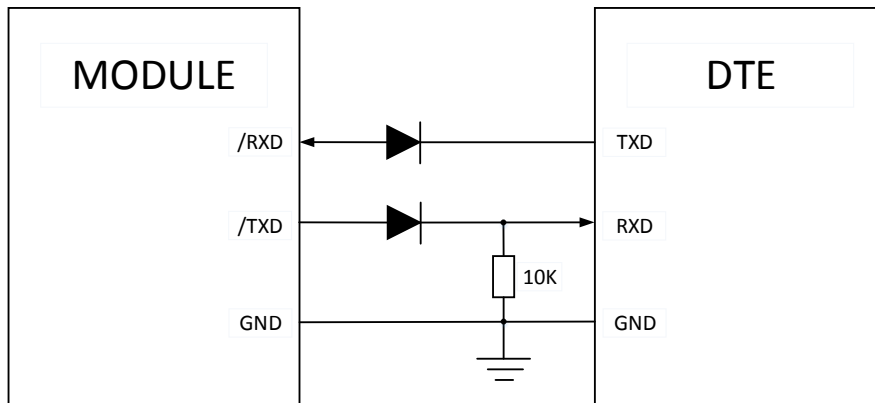 MODULE
DTE
/RXD
TXD
/TXD
RXD
10K
GND
GND